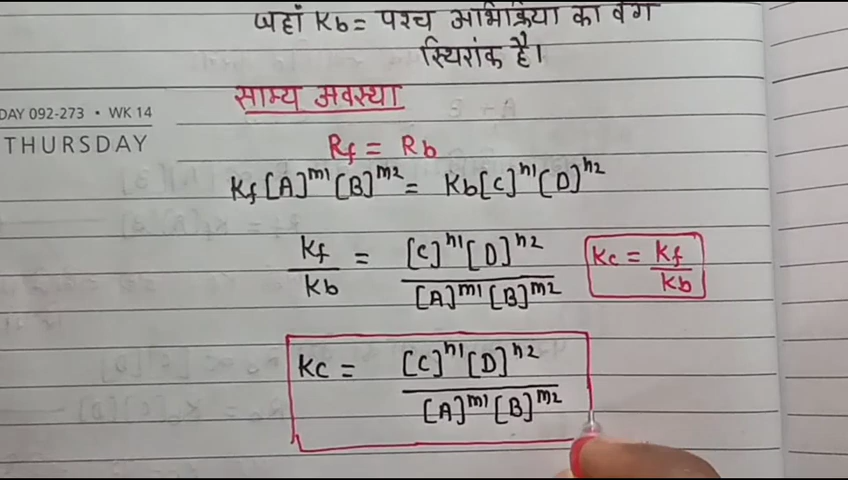 जहां Kb = पश्च अभिक्रिया का वेग
स्थिरांक है।
DAY 092-273 • WK 14
THURSDAY
साम्य अवस्था
Rf = Rb
Kf[A]^m1[B]^m2 = Kb[C]^n1[D]^n2
Kf/Kb = [C]^n1[D]^n2/[A]^m1[B]^m2
Kc = Kf/Kb
Kc = [C]^n1[D]^n2/[A]^m1[B]^m2